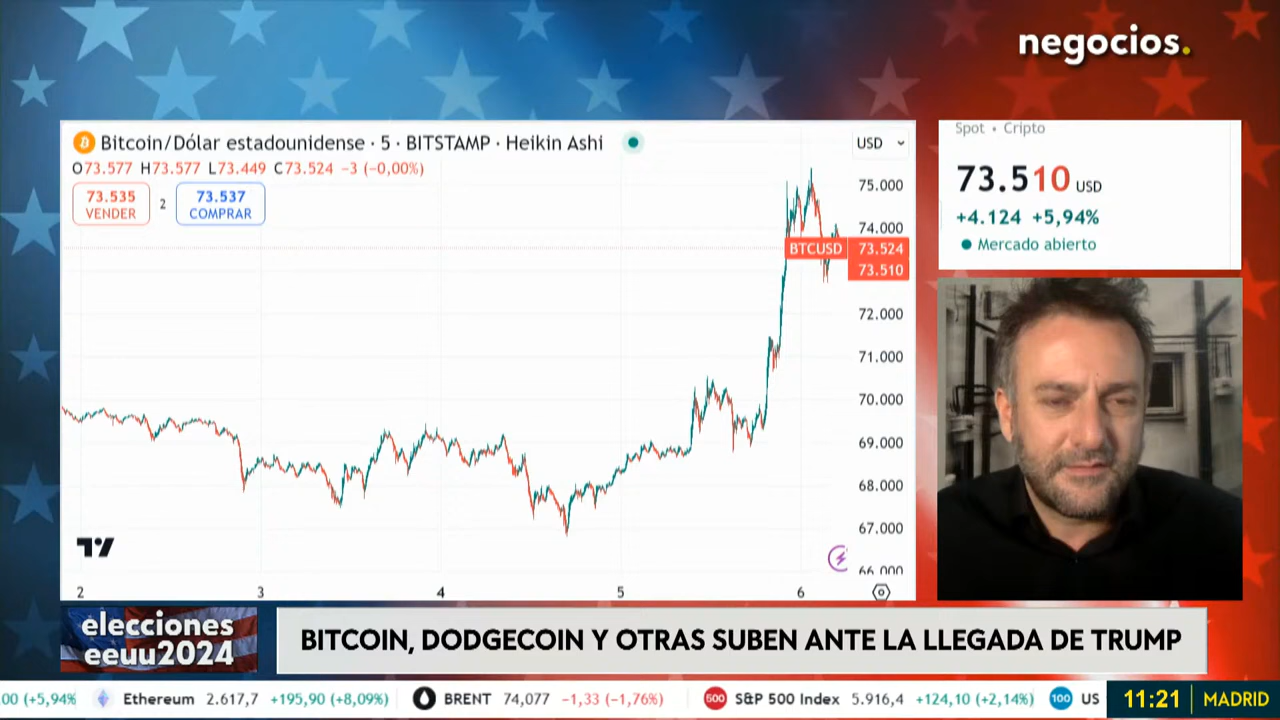 negocios.
Bitcoin/Dólar estadounidense · 5 · BITSTAMP · Heikin Ashi
USD
O73.577 H73.577 L73.449 C73.524 −3 (−0,00%)
73.535
VENDER
2
73.537
COMPRAR
75.000
74.000
BTCUSD 73.524
73.510
72.000
71.000
70.000
69.000
68.000
67.000
66.000
2 3 4 5 6
Spot • Cripto
73.510 USD
+4.124 +5,94%
Mercado abierto
elecciones
eeuu2024
BITCOIN, DODGECOIN Y OTRAS SUBEN ANTE LA LLEGADA DE TRUMP
.00 (+5,94% Ethereum 2.617,7 +195,90 (+8,09%) BRENT 74,077 −1,33 (−1,76%) 500 S&P 500 Index 5.916,4 +124,10 (+2,14%) 100 US 11:21 MADRID